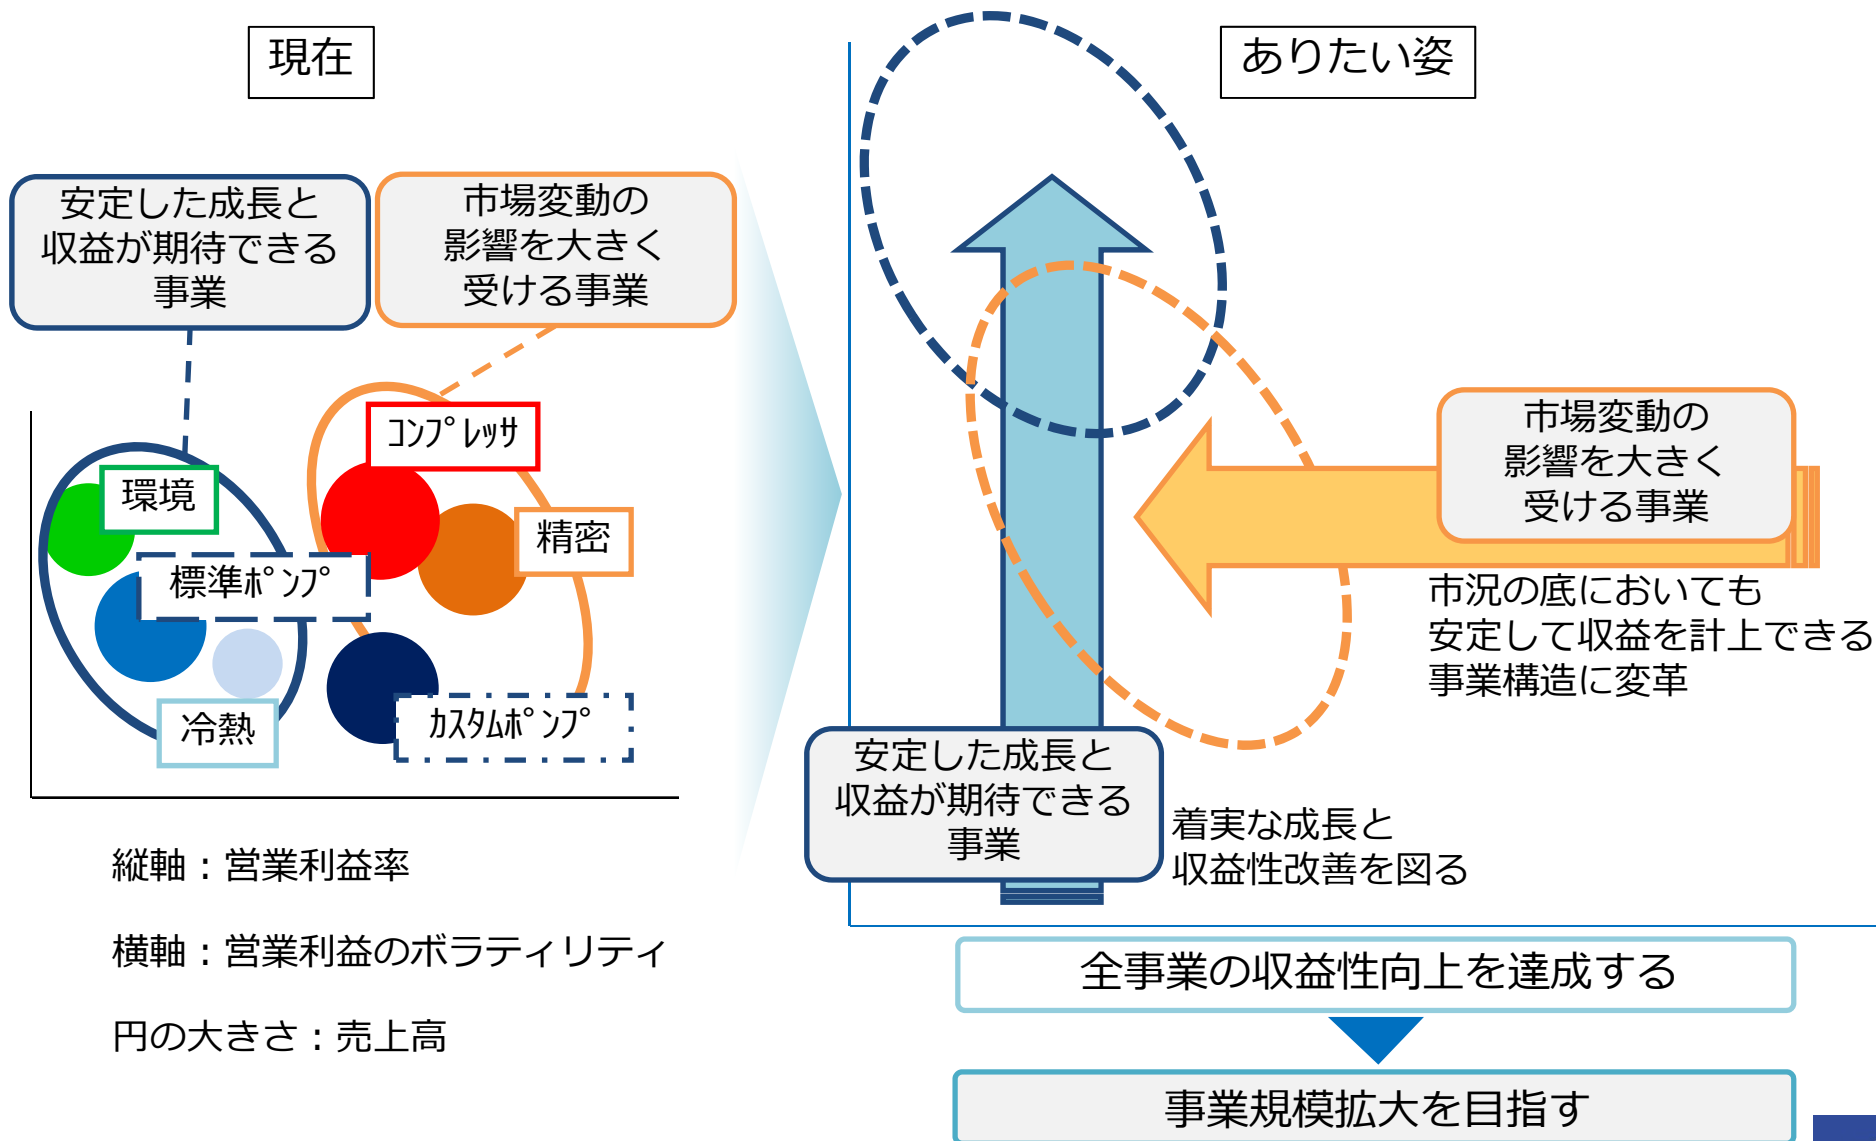 現在
安定した成長と
収益が期待できる
事業
市場変動の
影響を大きく
受ける事業
ｺﾝﾌﾟﾚｯｻ
環境
精密
標準ﾎﾟﾝﾌﾟ
冷熱
ｶｽﾀﾑﾎﾟﾝﾌﾟ
縦軸：営業利益率
横軸：営業利益のボラティリティ
円の大きさ：売上高
ありたい姿
市場変動の
影響を大きく
受ける事業
市況の底においても
安定して収益を計上できる
事業構造に変革
安定した成長と
収益が期待できる
事業
着実な成長と
収益性改善を図る
全事業の収益性向上を達成する
事業規模拡大を目指す